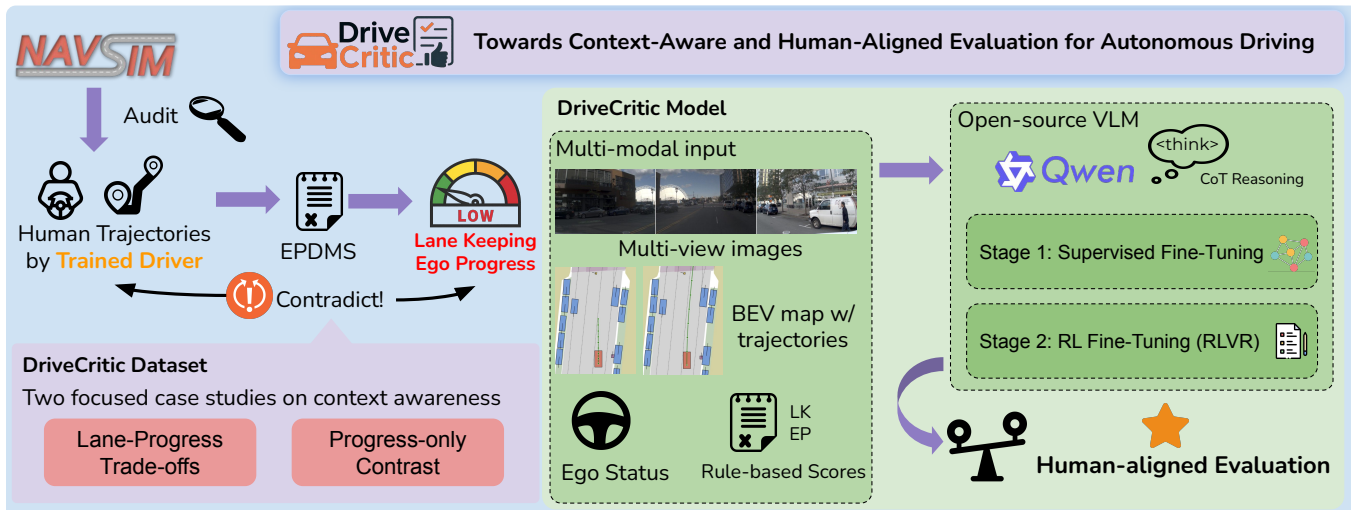 NAVSIM
Drive
Critic
Towards Context-Aware and Human-Aligned Evaluation for Autonomous Driving
Audit
Human Trajectories
by Trained Driver
EPDMS
LOW
Lane Keeping
Ego Progress
Contradict!
DriveCritic Dataset
Two focused case studies on context awareness
Lane-Progress
Trade-offs
Progress-only
Contrast
DriveCritic Model
Multi-modal input
Multi-view images
BEV map w/
trajectories
Ego Status
LK
EP
Rule-based Scores
Open-source VLM
Qwen
<think>
CoT Reasoning
Stage 1: Supervised Fine-Tuning
Stage 2: RL Fine-Tuning (RLVR)
Human-aligned Evaluation